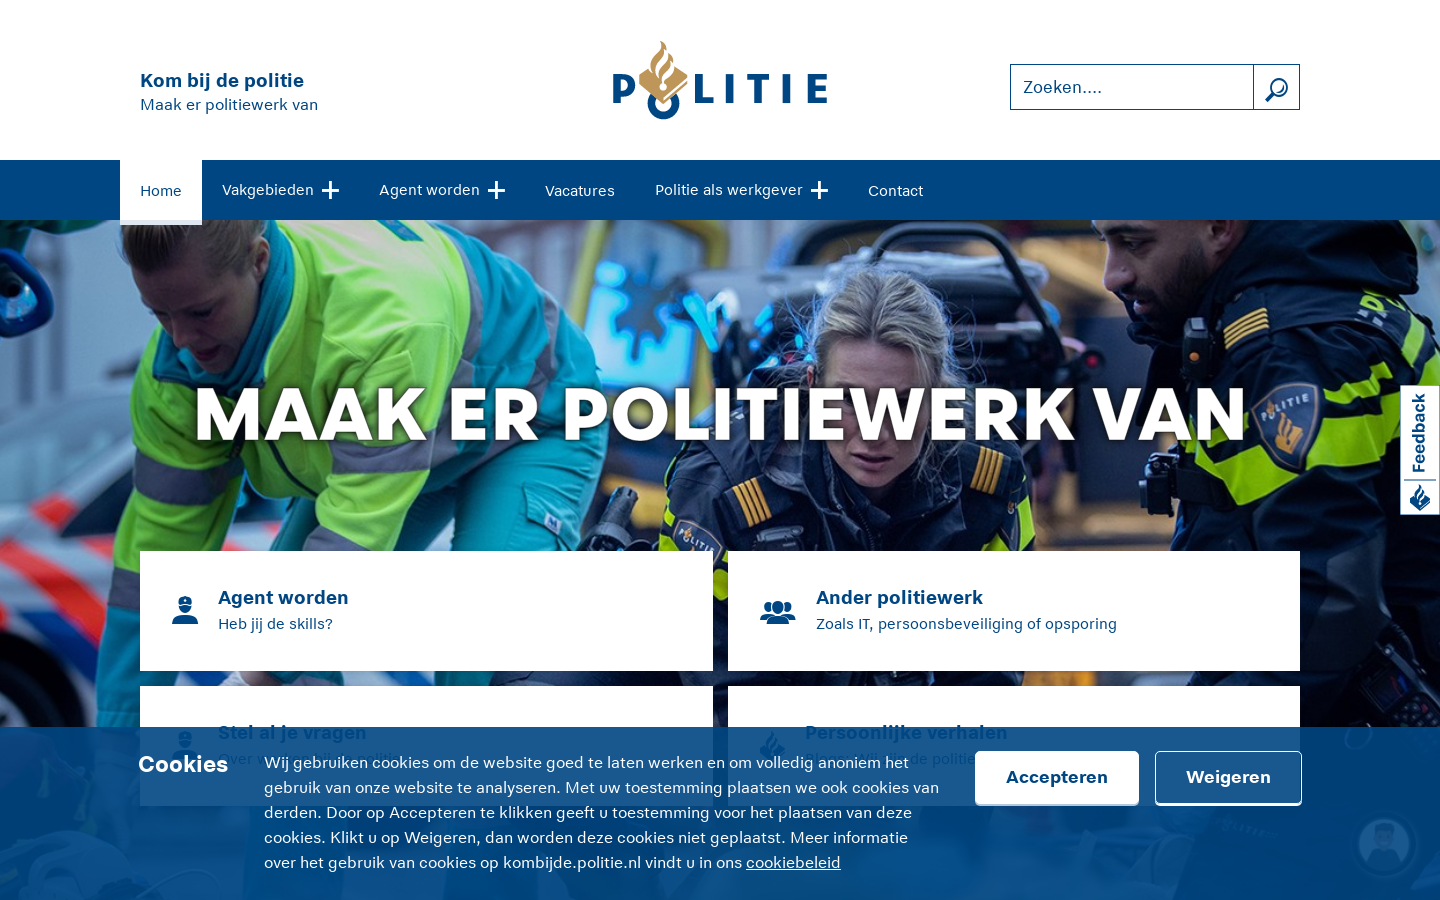 Kom bij de politie
Maak er politiewerk van
POLITIE
Zoeken....
Home
Vakgebieden
Agent worden
Vacatures
Politie als werkgever
Contact
POLITIE
MAAK ER POLITIEWERK VAN
Feedback
POLITIE
Agent worden
Heb jij de skills?
Ander politiewerk
Zoals IT, persoonsbeveiliging of opsporing
Stel al je vragen
Persoonlijke verhalen
Cookies
Wij gebruiken cookies om de website goed te laten werken en om volledig anoniem het
gebruik van onze website te analyseren. Met uw toestemming plaatsen we ook cookies van
derden. Door op Accepteren te klikken geeft u toestemming voor het plaatsen van deze
cookies. Klikt u op Weigeren, dan worden deze cookies niet geplaatst. Meer informatie
over het gebruik van cookies op kombijde.politie.nl vindt u in ons cookiebeleid
Accepteren
Weigeren